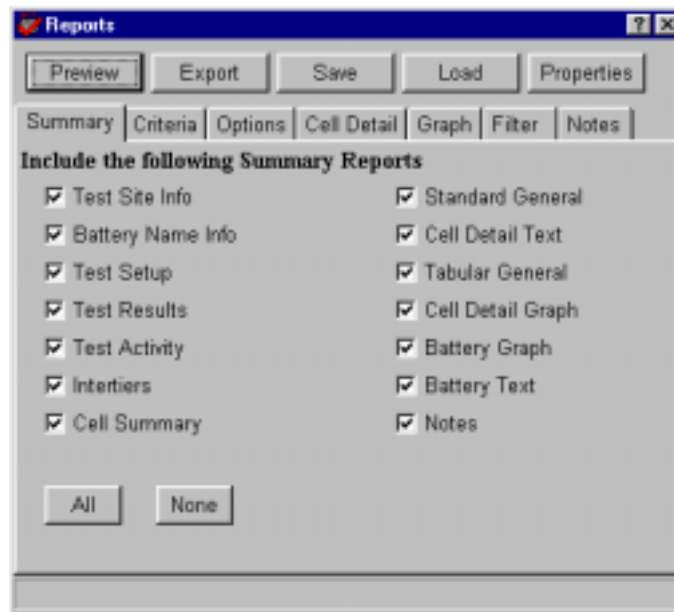 Reports
Preview Export Save Load Properties
Summary Criteria Options Cell Detail Graph Filter Notes
Include the following Summary Reports
Test Site Info Standard General
Battery Name Info Cell Detail Text
Test Setup Tabular General
Test Results Cell Detail Graph
Test Activity Battery Graph
Intertiers Battery Text
Cell Summary Notes
All None